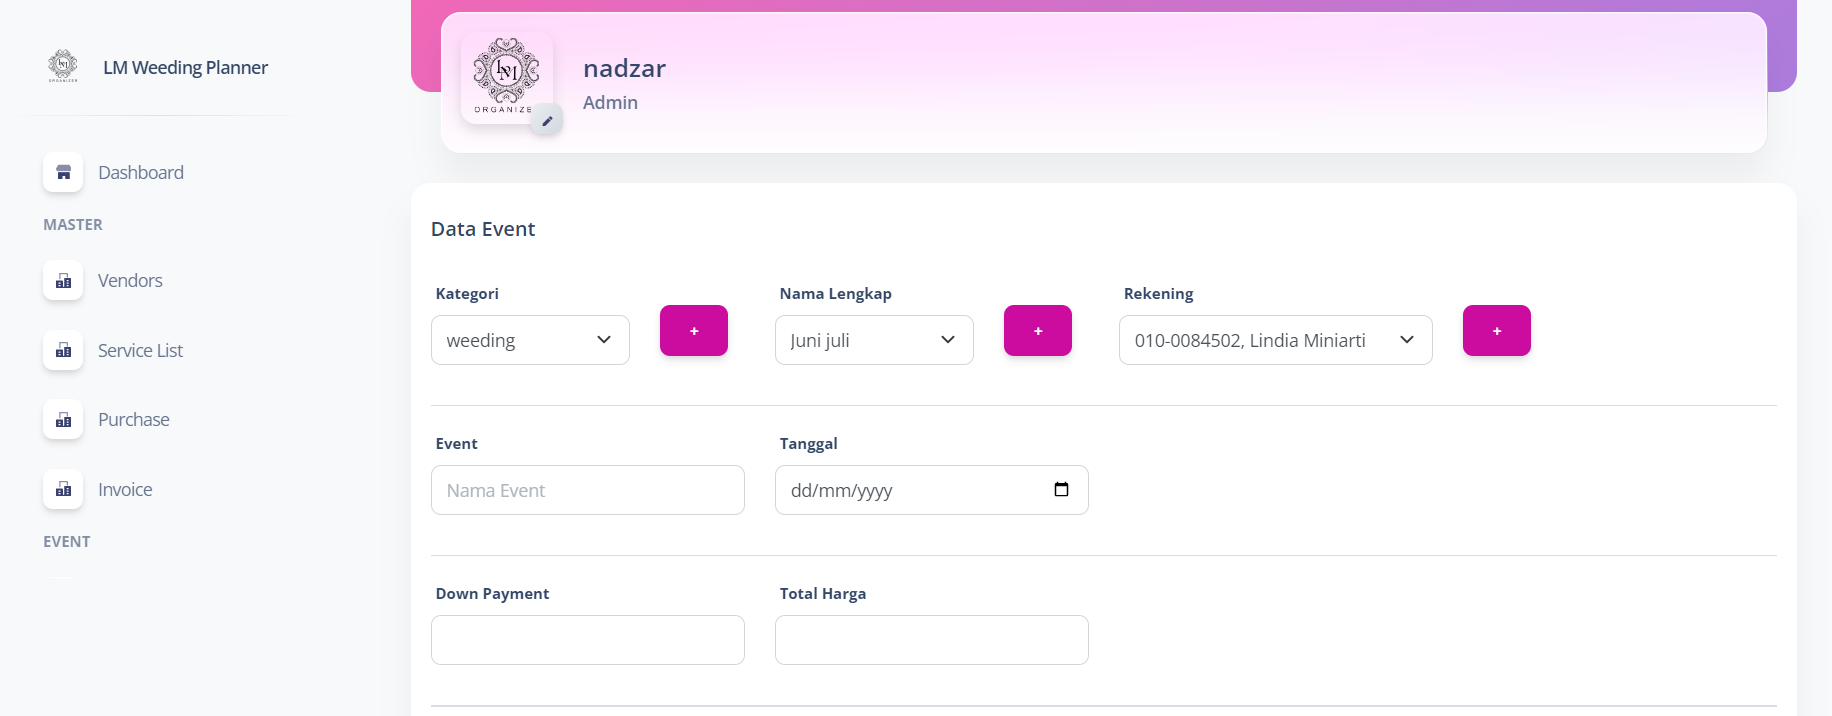 LM Weeding Planner
Dashboard
MASTER
Vendors
Service List
Purchase
Invoice
EVENT
LM
ORGANIZE
nadzar
Admin
Data Event
Kategori
weeding
+
Nama Lengkap
Juni juli
+
Rekening
010-0084502, Lindia Miniarti
+
Event
Nama Event
Tanggal
dd/mm/yyyy
Down Payment
Total Harga